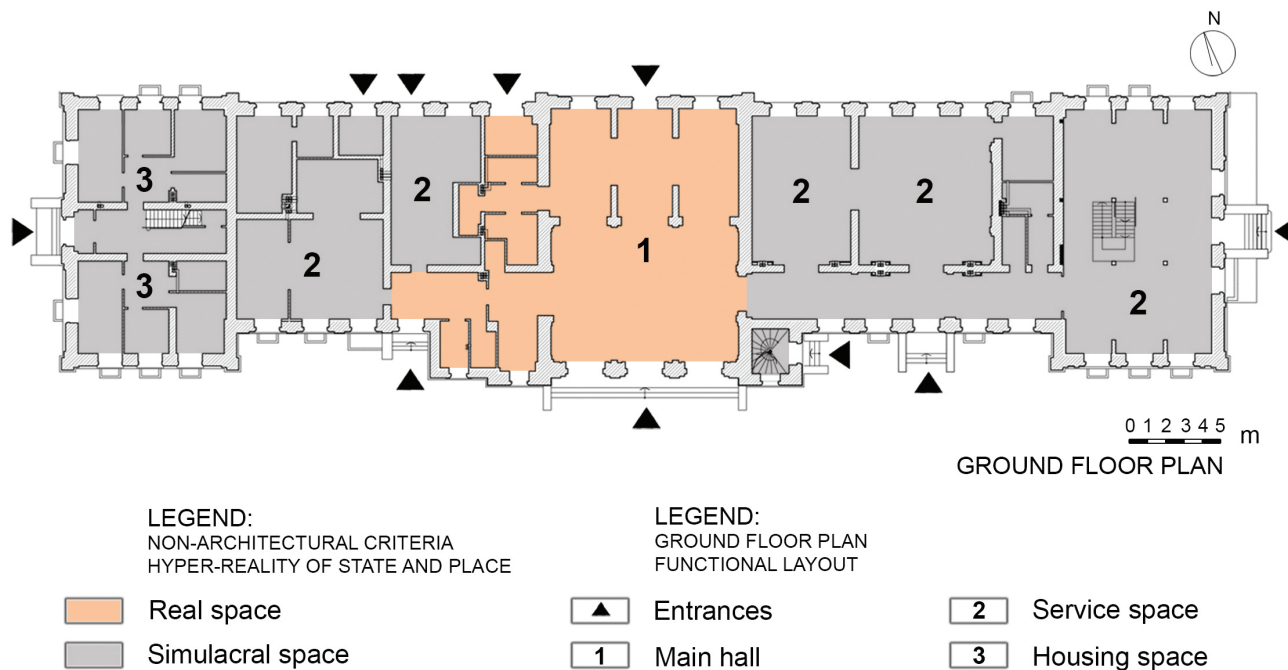 N
3
2
2
1
2
2
2
3
0 1 2 3 4 5 m
GROUND FLOOR PLAN
LEGEND:
NON-ARCHITECTURAL CRITERIA
HYPER-REALITY OF STATE AND PLACE
Real space
Simulacral space
LEGEND:
GROUND FLOOR PLAN
FUNCTIONAL LAYOUT
Entrances
1 Main hall
2 Service space
3 Housing space